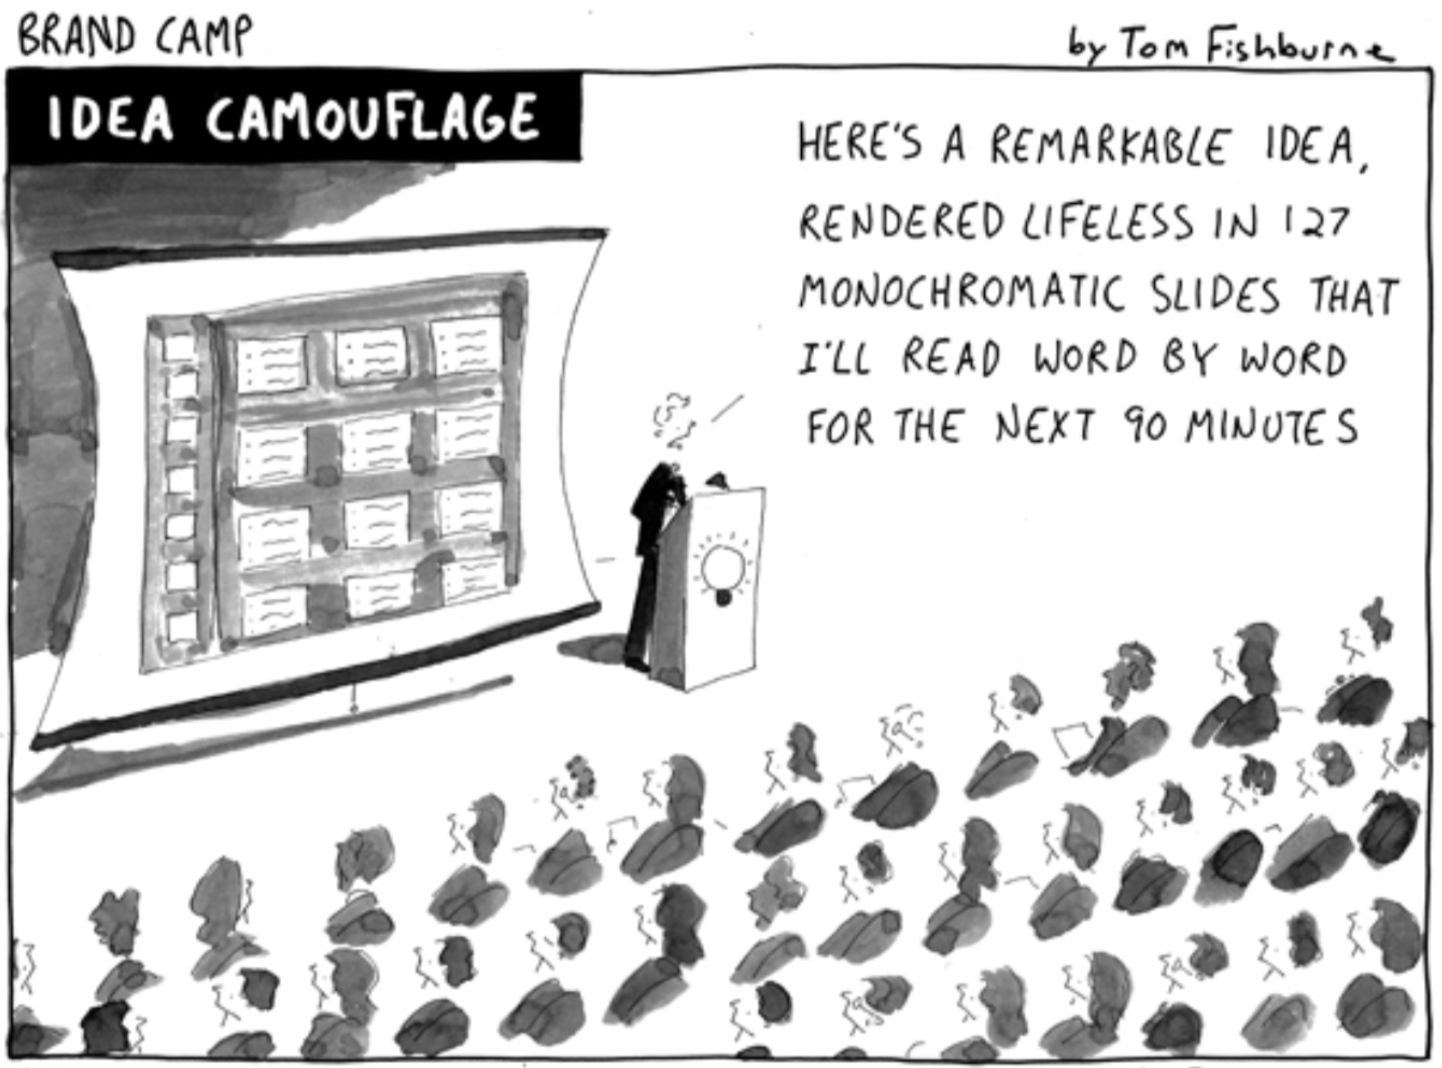 BRAND CAMP
by Tom Fishburne
IDEA CAMOUFLAGE
HERE'S A REMARKABLE IDEA,
RENDERED LIFELESS IN 127
MONOCHROMATIC SLIDES THAT
I'LL READ WORD BY WORD
FOR THE NEXT 90 MINUTES